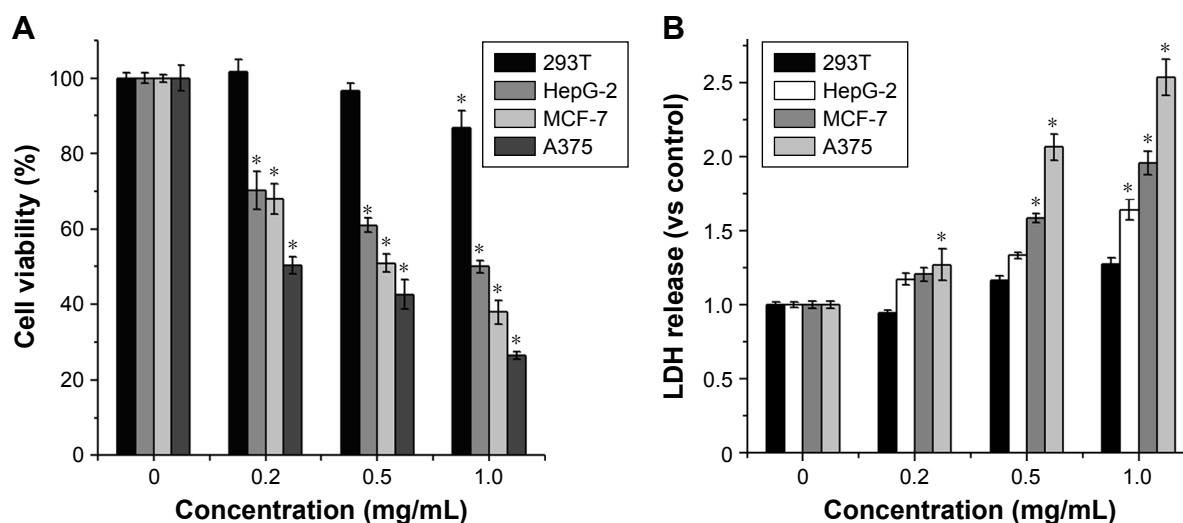 A
Cell viability (%)
100
80
60
40
20
0
293T
HepG-2
MCF-7
A375
*
* *
*
*
*
*
*
*
*
0 0.2 0.5 1.0
Concentration (mg/mL)
B
LDH release (vs control)
2.5
2.0
1.5
1.0
0.5
0
293T
HepG-2
MCF-7
A375
*
*
*
*
*
*
0 0.2 0.5 1.0
Concentration (mg/mL)